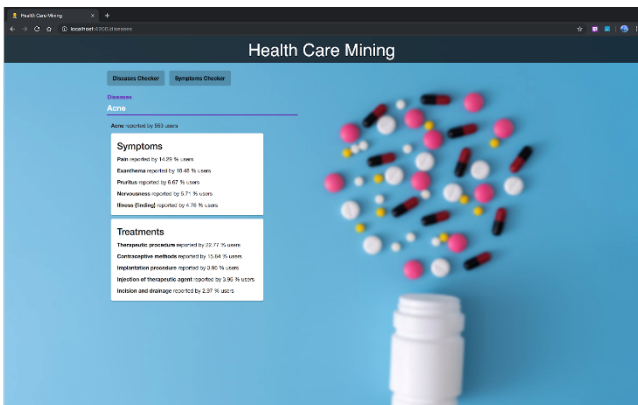 Health Care Mining
localhost:4200/diseases
Health Care Mining
Diseases Checker
Symptoms Checker
Diseases
Acne
Acne reported by 553 users
Symptoms
Pain reported by 14.29 % users
Exanthema reported by 10.48 % users
Pruritus reported by 6.67 % users
Nervousness reported by 5.71 % users
Illness (finding) reported by 4.76 % users
Treatments
Therapeutic procedure reported by 22.77 % users
Contraceptive methods reported by 15.84 % users
Implantation procedure reported by 3.96 % users
Injection of therapeutic agent reported by 3.96 % users
Incision and drainage reported by 2.97 % users